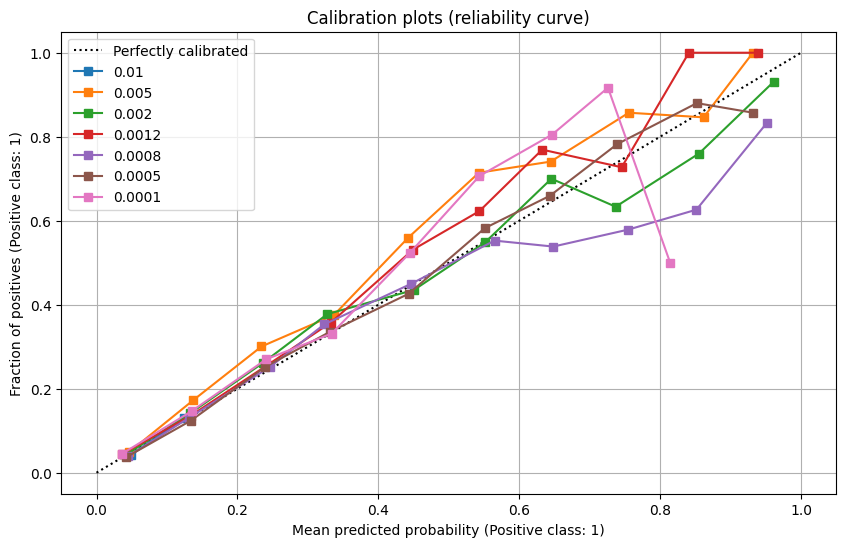 Calibration plots (reliability curve)
Perfectly calibrated
0.01
0.005
0.002
0.0012
0.0008
0.0005
0.0001
1.0
0.8
0.6
0.4
0.2
0.0
Fraction of positives (Positive class: 1)
0.0 0.2 0.4 0.6 0.8 1.0
Mean predicted probability (Positive class: 1)